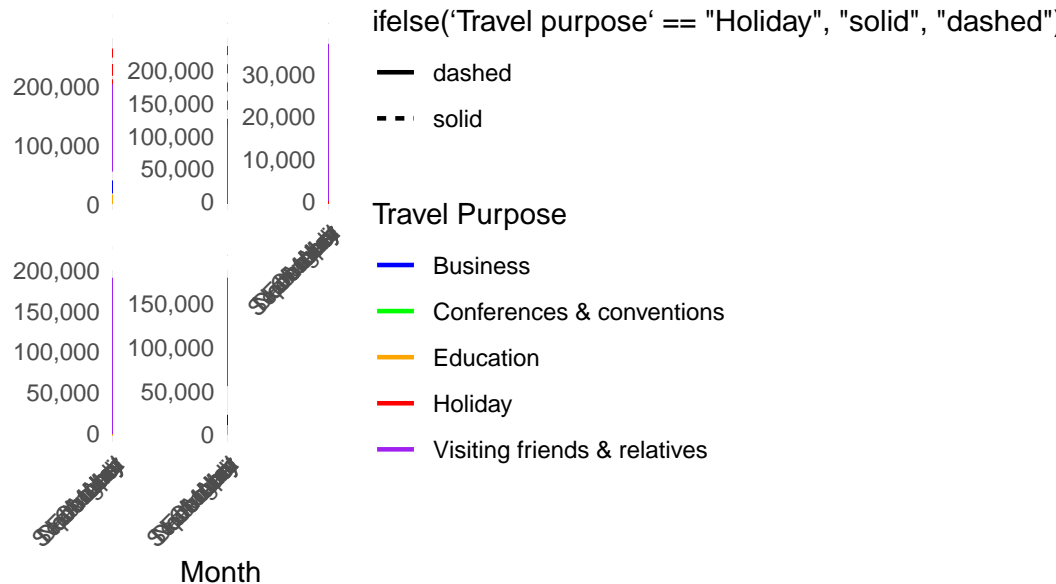 ifelse(‘Travel purpose‘ == "Holiday", "solid", "dashed")
dashed
solid
200,000
100,000
0
200,000
150,000
100,000
50,000
0
30,000
20,000
10,000
0
Travel Purpose
Business
Conferences & conventions
Education
Holiday
Visiting friends & relatives
200,000
150,000
100,000
50,000
0
150,000
100,000
50,000
0
Month